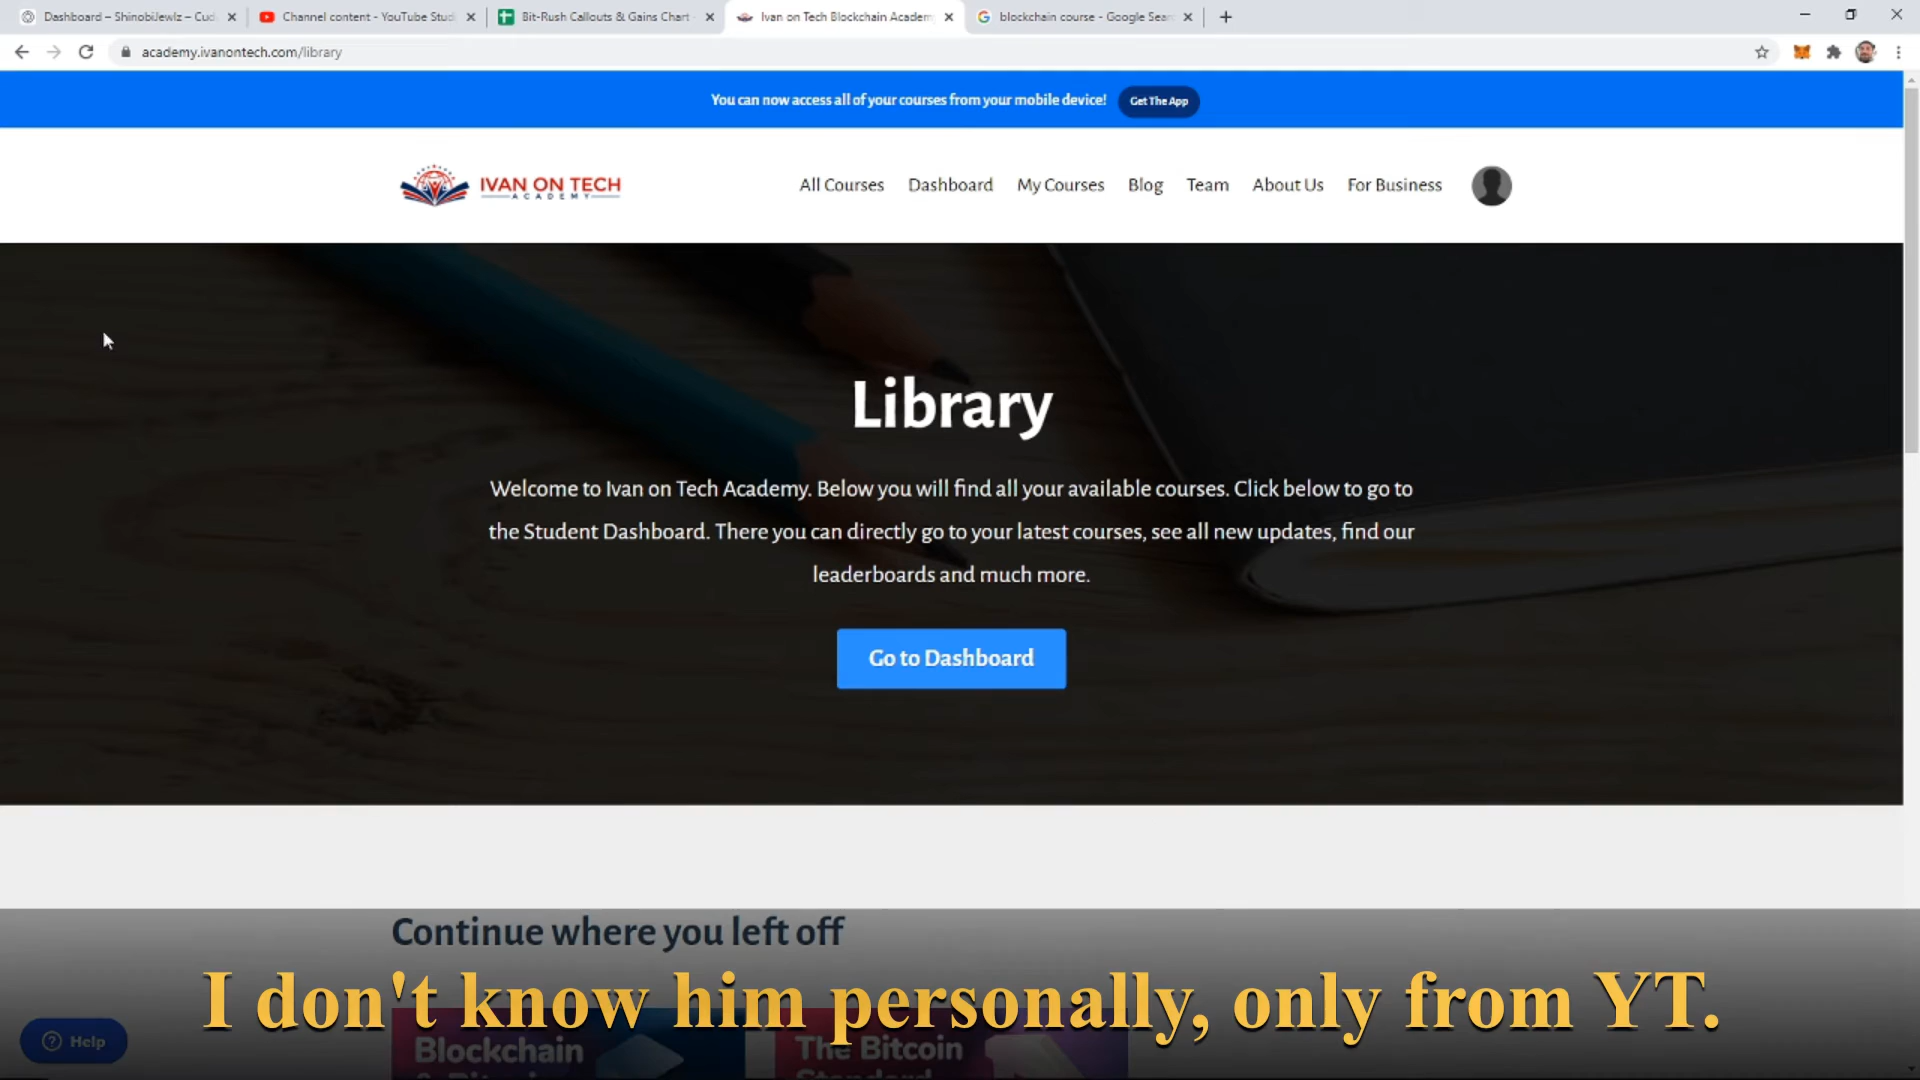 Dashboard – ShinobiJewlz – Cud
Channel content - YouTube Stud
Bit-Rush Callouts & Gains Chart -
Ivan on Tech Blockchain Academ
blockchain course - Google Sear
academy.ivanontech.com/library
You can now access all of your courses from your mobile device!
Get The App
IVAN ON TECH
ACADEMY
All Courses
Dashboard
My Courses
Blog
Team
About Us
For Business
Library
Welcome to Ivan on Tech Academy. Below you will find all your available courses. Click below to go to
the Student Dashboard. There you can directly go to your latest courses, see all new updates, find our
leaderboards and much more.
Go to Dashboard
Continue where you left off
I don't know him personally, only from YT.
Help
Blockchain
& Bitcoin
The Bitcoin
Standard